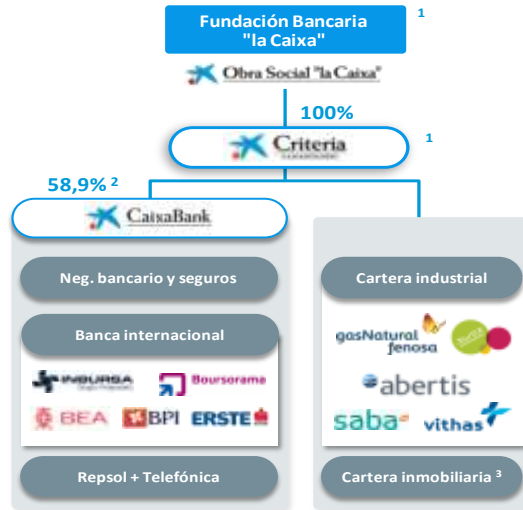 Fundación Bancaria 1
"la Caixa"
Obra Social "la Caixa"
100%
Criteria 1
58,9% 2
CaixaBank
Neg. bancario y seguros
Cartera industrial
Banca internacional
gasNatural
fenosa
INBURSA
Boursorama
abertis
BEA
BPI
ERSTE
saba
vithas
Repsol + Telefónica
Cartera inmobiliaria 3